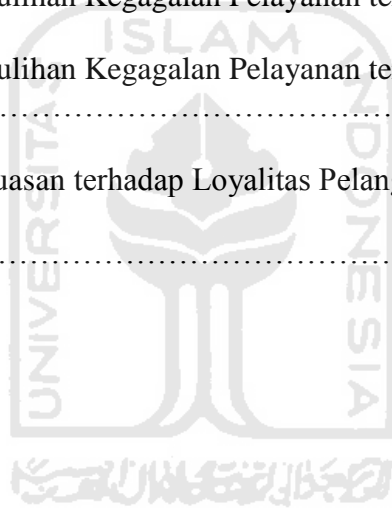 ulihan Kegagalan Pelayanan te
ulihan Kegagalan Pelayanan te
……………………………………
uasan terhadap Loyalitas Pelan
……………………………………
ISLAM
UNIVERSITAS
INDONESIA